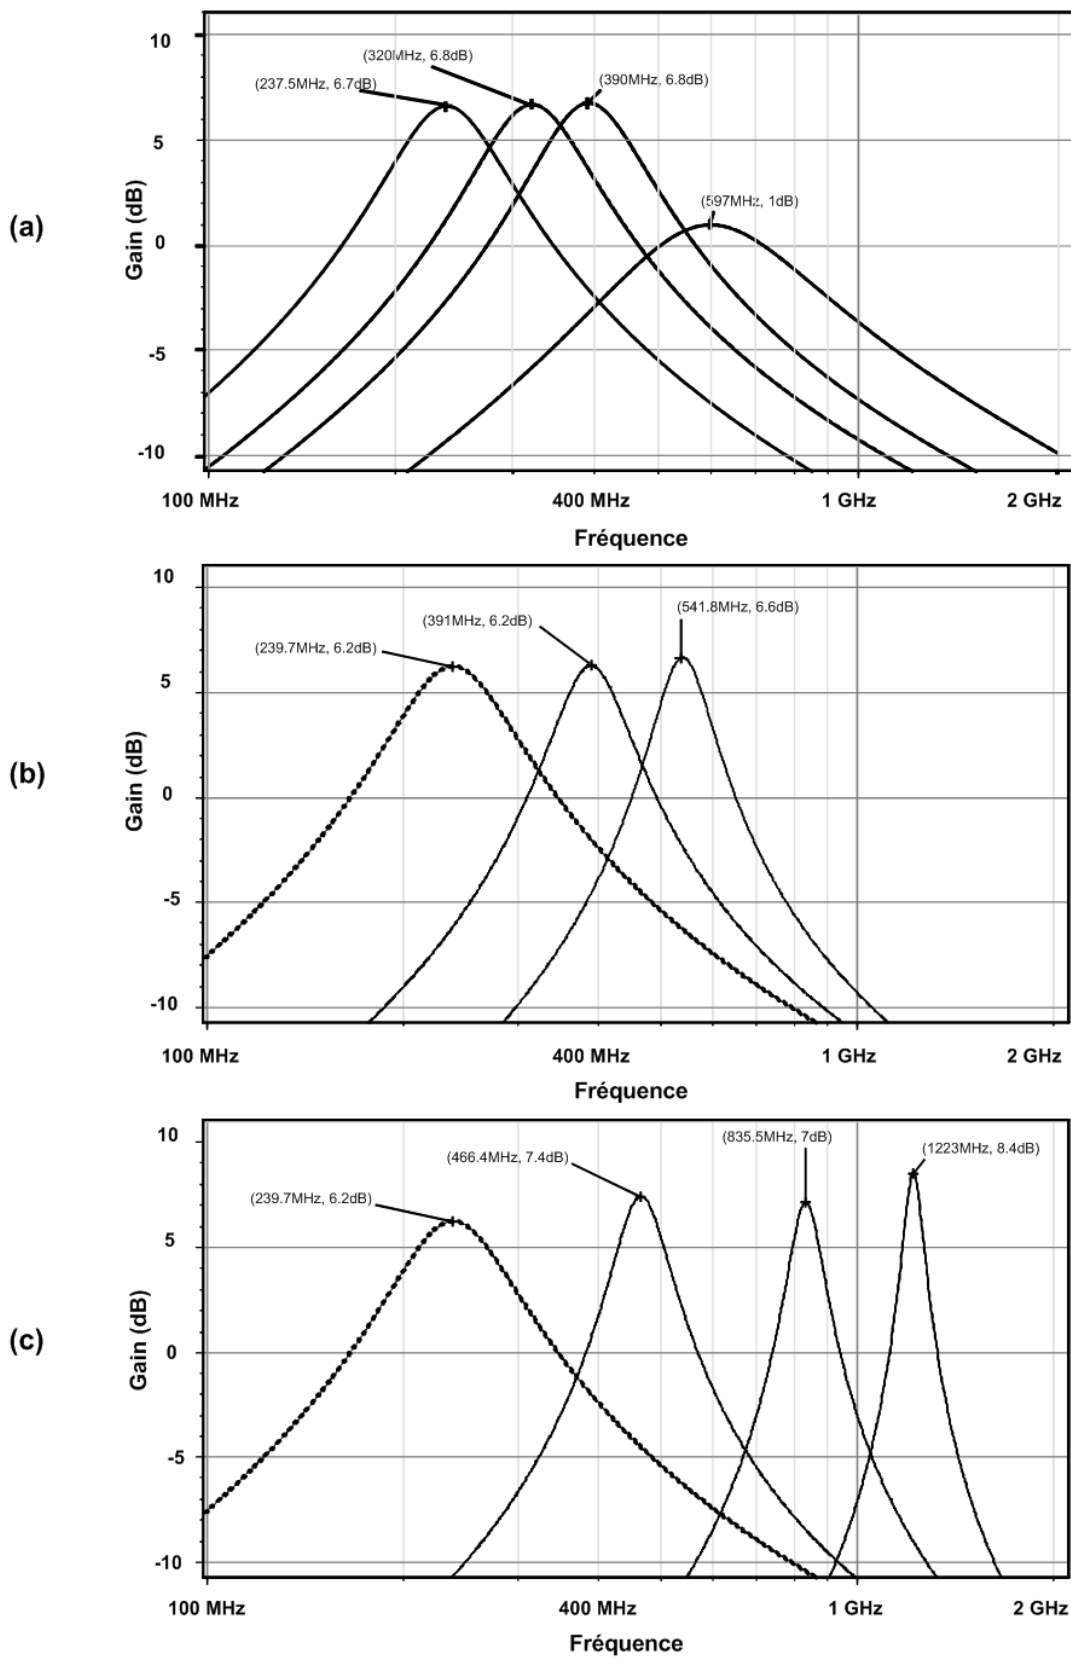 10
(320MHz, 6.8dB)
(237.5MHz, 6.7dB)
(390MHz, 6.8dB)
5
(597MHz, 1dB)
(a)
Gain (dB)
0
-5
-10
100 MHz 400 MHz 1 GHz 2 GHz
Fréquence
10
(541.8MHz, 6.6dB)
(391MHz, 6.2dB)
(239.7MHz, 6.2dB)
5
(b)
Gain (dB)
0
-5
-10
100 MHz 400 MHz 1 GHz 2 GHz
Fréquence
10
(835.5MHz, 7dB)
(1223MHz, 8.4dB)
(466.4MHz, 7.4dB)
(239.7MHz, 6.2dB)
5
(c)
Gain (dB)
0
-5
-10
100 MHz 400 MHz 1 GHz 2 GHz
Fréquence